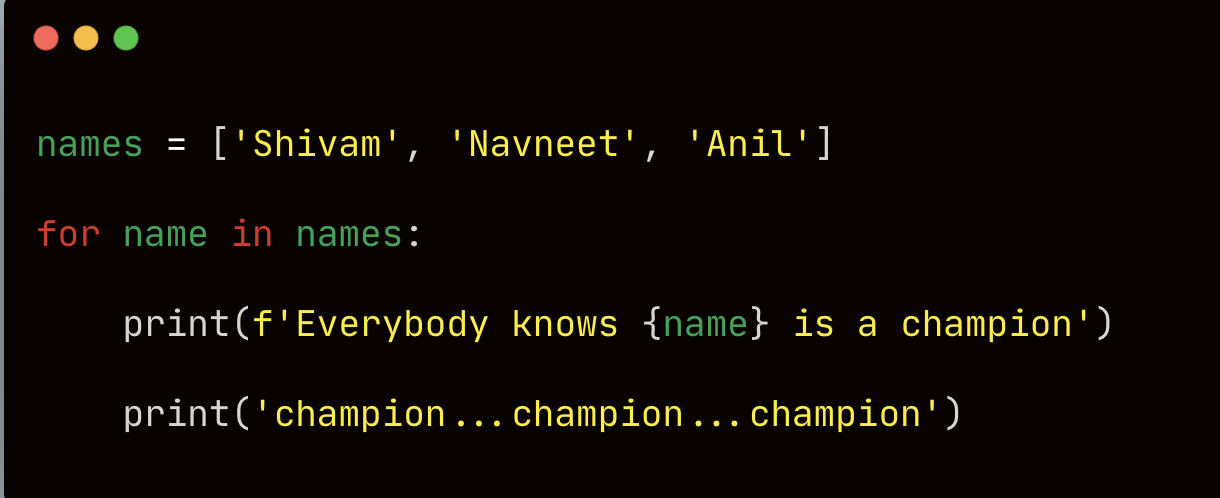 names = ['Shivam', 'Navneet', 'Anil']
for name in names:
    print(f'Everybody knows {name} is a champion')
    print('champion...champion...champion')